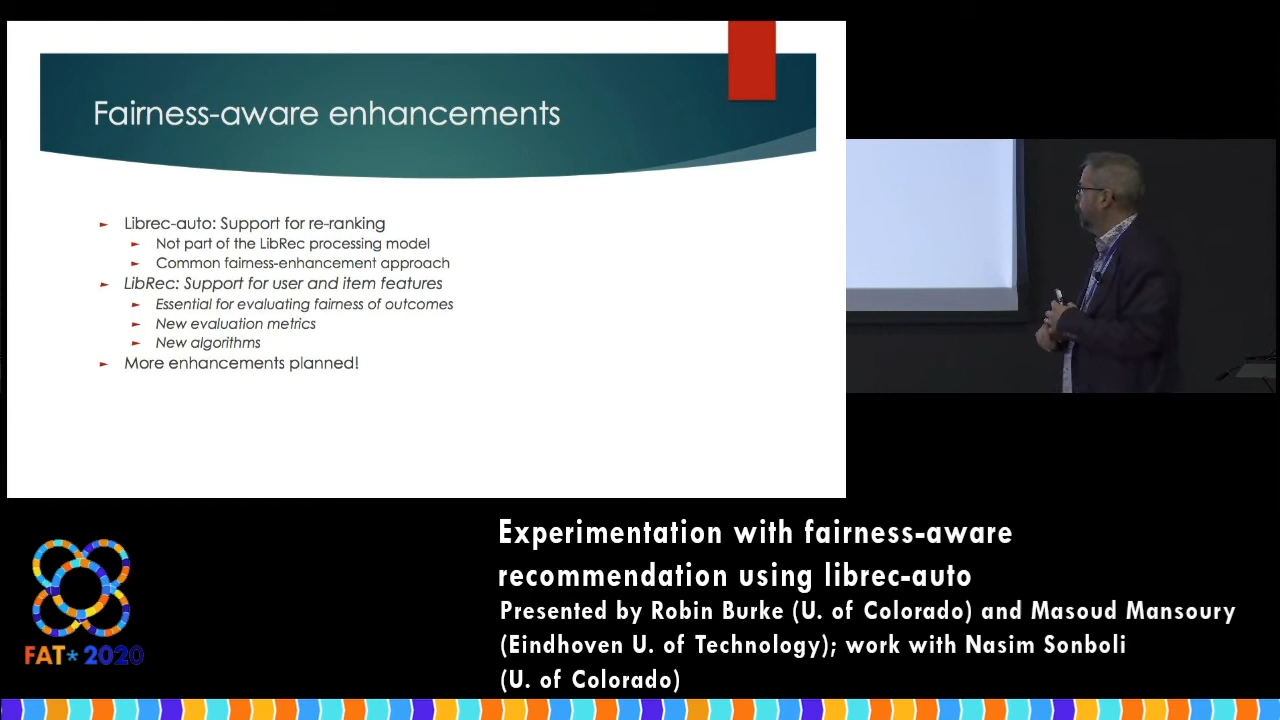 Fairness-aware enhancements
Librec-auto: Support for re-ranking
Not part of the LibRec processing model
Common fairness-enhancement approach
LibRec: Support for user and item features
Essential for evaluating fairness of outcomes
New evaluation metrics
New algorithms
More enhancements planned!
Experimentation with fairness-aware
recommendation using librec-auto
Presented by Robin Burke (U. of Colorado) and Masoud Mansoury
(Eindhoven U. of Technology); work with Nasim Sonboli
(U. of Colorado)
FAT* 2020